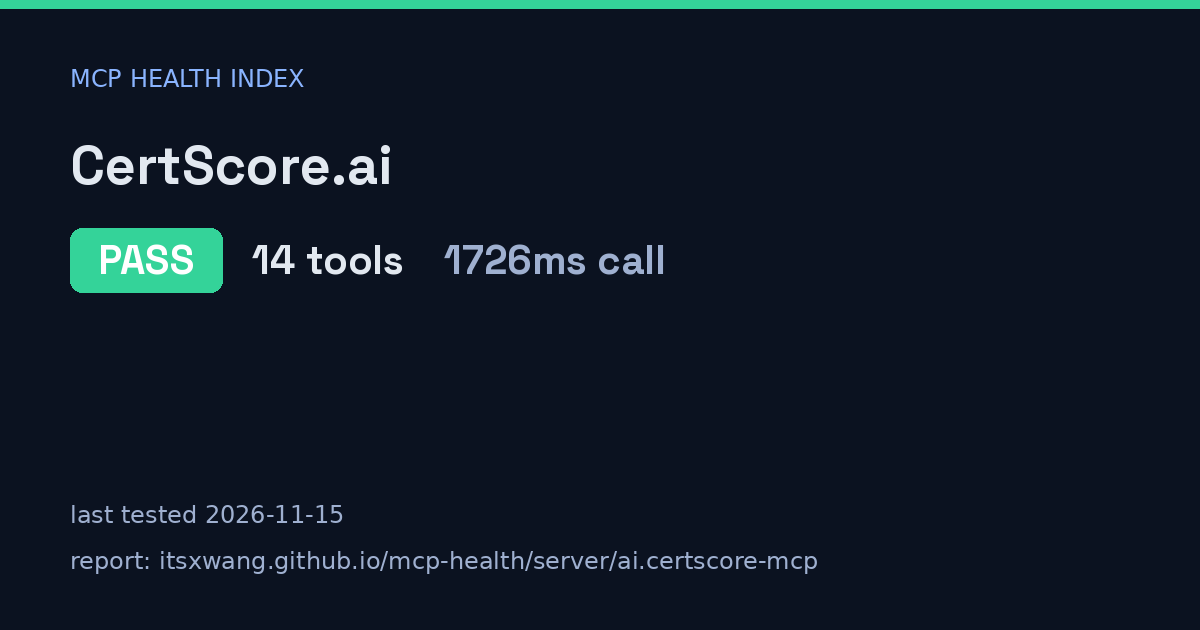 MCP HEALTH INDEX
CertScore.ai
PASS 14 tools 1726ms call
last tested 2026-11-15
report: itsxwang.github.io/mcp-health/server/ai.certscore-mcp